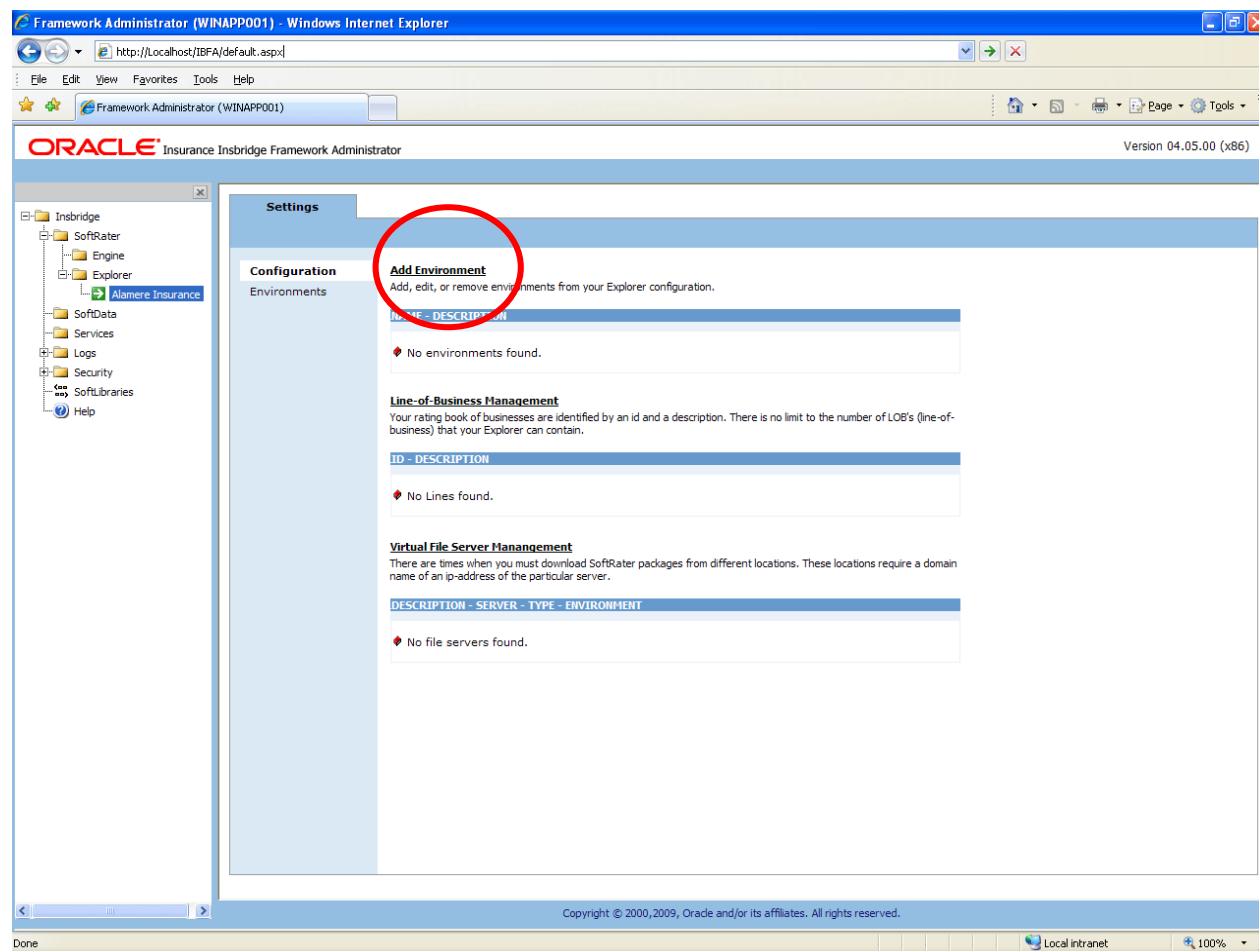 Framework Administrator (WINAPP001) - Windows Internet Explorer
http://Localhost/IBFA/default.aspx
File Edit View Favorites Tools Help
Framework Administrator (WINAPP001)
Page Tools
ORACLE Insurance Insbridge Framework Administrator
Version 04.05.00 (x86)
Insbridge
SoftRater
Engine
Explorer
Alamere Insurance
SoftData
Services
Logs
Security
SoftLibraries
Help
Settings
Configuration
Environments
Add Environment
Add, edit, or remove environments from your Explorer configuration.
NAME - DESCRIPTION
No environments found.
Line-of-Business Management
Your rating book of businesses are identified by an id and a description. There is no limit to the number of LOB's (line-of-
business) that your Explorer can contain.
ID - DESCRIPTION
No Lines found.
Virtual File Server Manangement
There are times when you must download SoftRater packages from different locations. These locations require a domain
name of an ip-address of the particular server.
DESCRIPTION - SERVER - TYPE - ENVIRONMENT
No file servers found.
Copyright © 2000,2009, Oracle and/or its affiliates. All rights reserved.
Done
Local intranet
100%